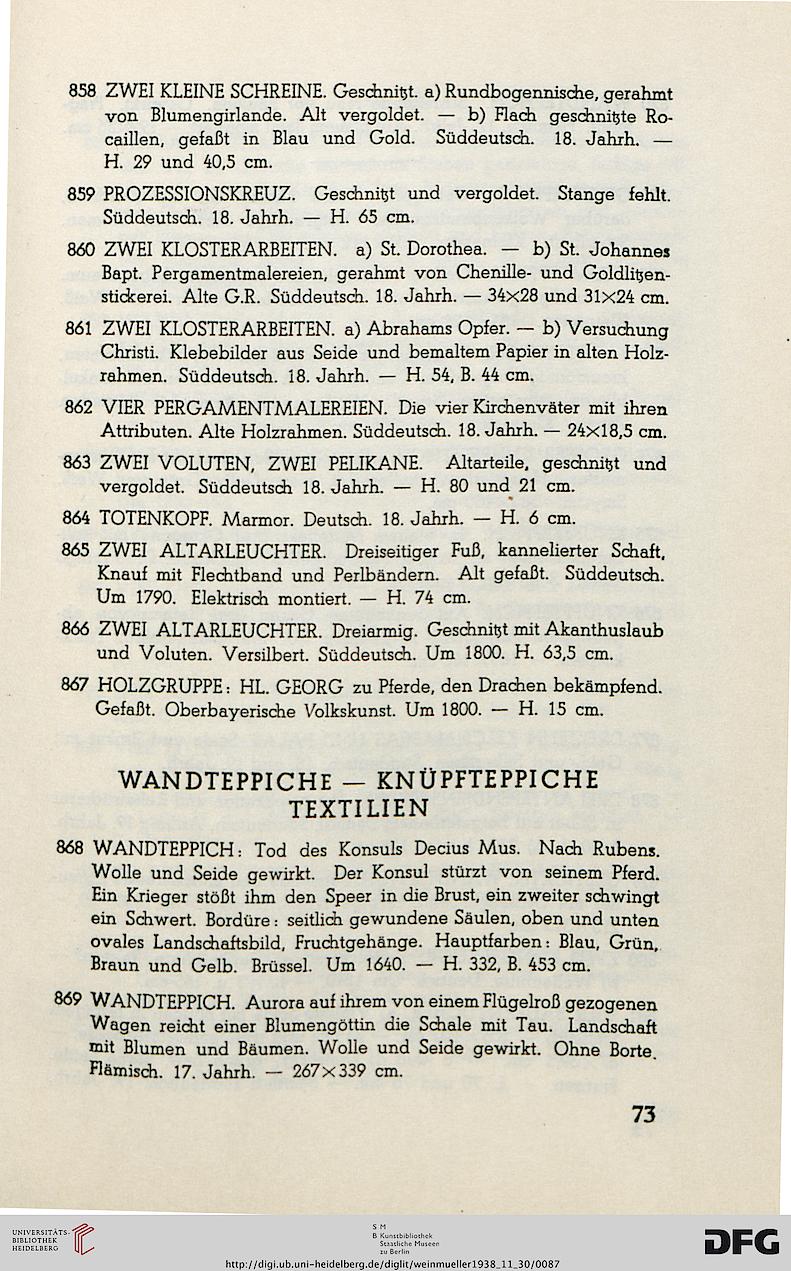 858 ZWEI KLEINE SCHREINE. Geschnitzt. a) Rundbogennische, gerahmt
von Blumengirlande. Alt vergoldet. — b) Flach geschnitzte Ro-
caillen, gefaßt in Blau und Gold. Süddeutsch. 18. Jahrh. —
H. 29 und 40,5 cm.
859 PROZESSIONSKREUZ. Geschnitzt und vergoldet. Stange fehlt.
Süddeutsch. 18. Jahrh. — H. 65 cm.
860 ZWEI KLOSTERARBEITEN. a) St. Dorothea. — b) St. Johannes
Bapt. Pergamentmalereien, gerahmt von Chenille- und Goldlitzen-
stickerei. Alte G.R. Süddeutsch. 18. Jahrh. — 34×28 und 31×24 cm.
861 ZWEI KLOSTERARBEITEN. a) Abrahams Opfer. — b) Versuchung
Christi. Klebebilder aus Seide und bemaltem Papier in alten Holz-
rahmen. Süddeutsch. 18. Jahrh. — H. 54, B. 44 cm.
862 VIER PERGAMENTMALEREIEN. Die vier Kirchenväter mit ihren
Attributen. Alte Holzrahmen. Süddeutsch. 18. Jahrh. — 24×18,5 cm.
863 ZWEI VOLUTEN, ZWEI PELIKANE. Altarteile, geschnitzt und
vergoldet. Süddeutsch 18. Jahrh. — H. 80 und 21 cm.
864 TOTENKOPF. Marmor. Deutsch. 18. Jahrh. — H. 6 cm.
865 ZWEI ALTARLEUCHTER. Dreiseitiger Fuß, kannelierter Schaft,
Knauf mit Flechtband und Perlbändern. Alt gefaßt. Süddeutsch.
Um 1790. Elektrisch montiert. — H. 74 cm.
866 ZWEI ALTARLEUCHTER. Dreiarmig. Geschnitzt mit Akanthuslaub
und Voluten. Versilbert. Süddeutsch. Um 1800. H. 63,5 cm.
867 HOLZGRUPPE: HL. GEORG zu Pferde, den Drachen bekämpfend.
Gefaßt. Oberbayerische Volkskunst. Um 1800. — H. 15 cm.
WANDTEPPICHE — KNÜPFTEPPICHE
TEXTILIEN
868 WANDTEPPICH: Tod des Konsuls Decius Mus. Nach Rubens.
Wolle und Seide gewirkt. Der Konsul stürzt von seinem Pferd.
Ein Krieger stößt ihm den Speer in die Brust, ein zweiter schwingt
ein Schwert. Bordüre: seitlich gewundene Säulen, oben und unten
ovales Landschaftsbild, Fruchtgehänge. Hauptfarben: Blau, Grün,
Braun und Gelb. Brüssel. Um 1640. — H. 332, B. 453 cm.
869 WANDTEPPICH. Aurora auf ihrem von einem Flügelroß gezogenen
Wagen reicht einer Blumengöttin die Schale mit Tau. Landschaft
mit Blumen und Bäumen. Wolle und Seide gewirkt. Ohne Borte.
Flämisch. 17. Jahrh. — 267×339 cm.
73
UNIVERSITÄTS-
BIBLIOTHEK
HEIDELBERG
S M
B Kunstbibliothek
Staatliche Museen
zu Berlin
DFG
http://digi.ub.uni-heidelberg.de/diglit/weinmueller1938_11_30/0087